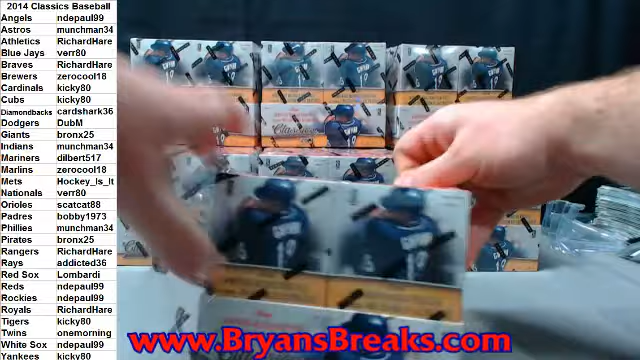 2014 Classics Baseball
Angels ndepaul99
Astros munchman34
Athletics RichardHare
Blue Jays verr80
Braves RichardHare
Brewers zerocool18
Cardinals kicky80
Cubs kicky80
Diamondbacks cardshark36
Dodgers DubM
Giants bronx25
Indians munchman34
Mariners dilbert517
Marlins zerocool18
Mets Hockey_Is_It
Nationals verr80
Orioles scatcat88
Padres bobby1973
Phillies munchman34
Pirates bronx25
Rangers RichardHare
Rays addicted36
Red Sox Lombardi
Reds ndepaul99
Rockies ndepaul99
Royals RichardHare
Tigers kicky80
Twins onemorning
White Sox ndepaul99
Yankees kicky80
Classics
www.BryansBreaks.com